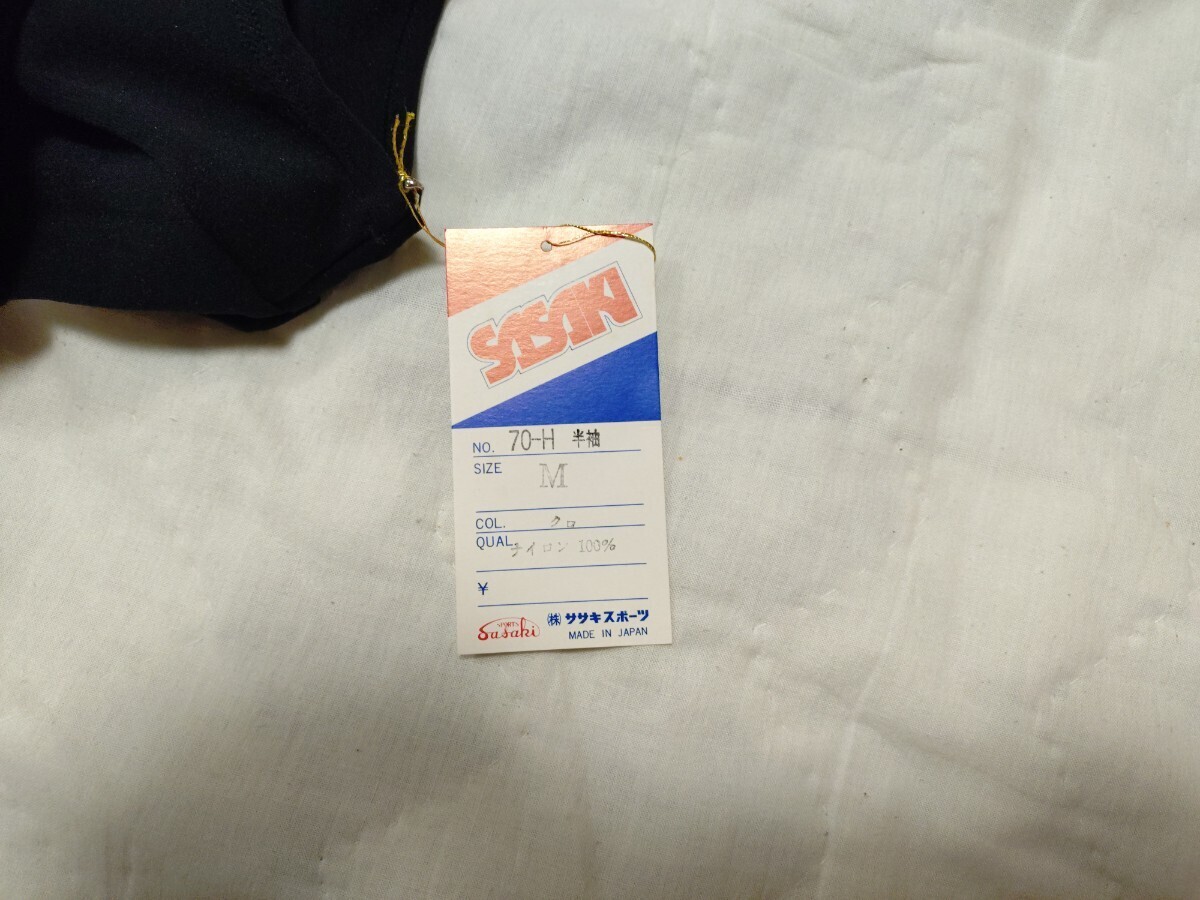 SASAKI
NO. 70-H 半袖
SIZE M
COL. クロ
QUAL. ナイロン 100%
¥
SPORTS
Sasaki
㈱ ササキスポーツ
MADE IN JAPAN